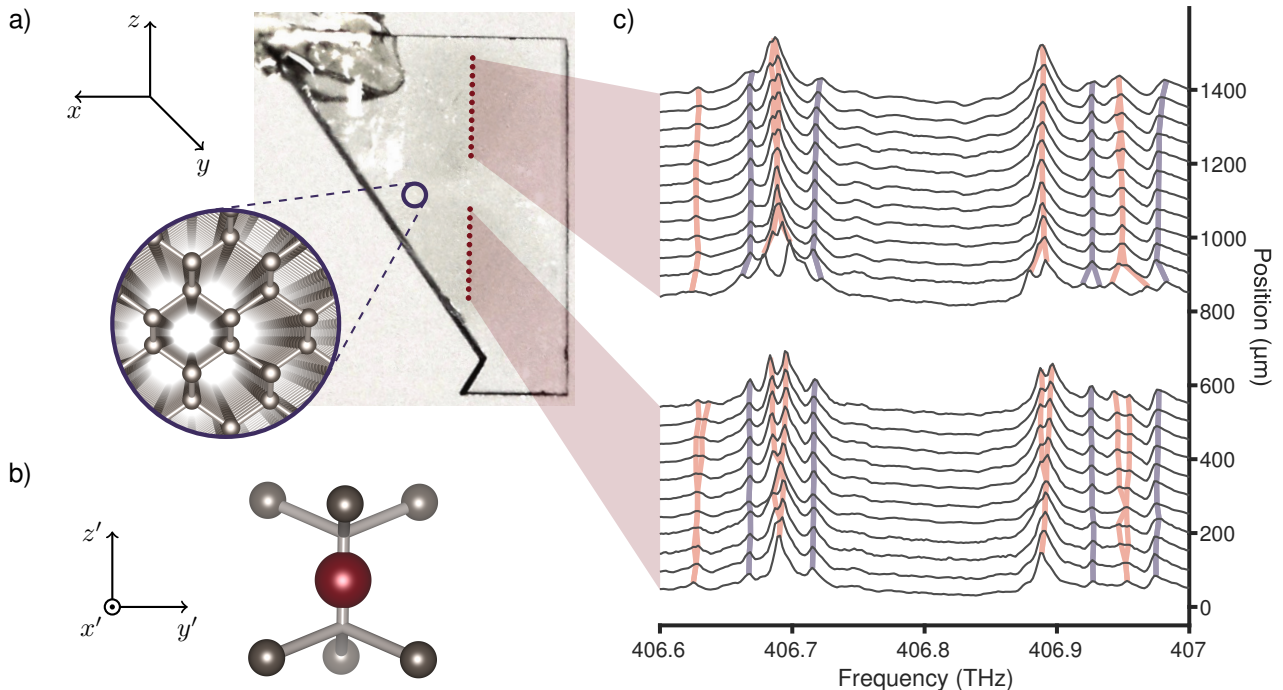 a)
z
x
y
b)
z′
x′
y′
c)
1400
1200
1000
800
600
400
200
0
Position (µm)
406.6
406.7
406.8
406.9
407
Frequency (THz)